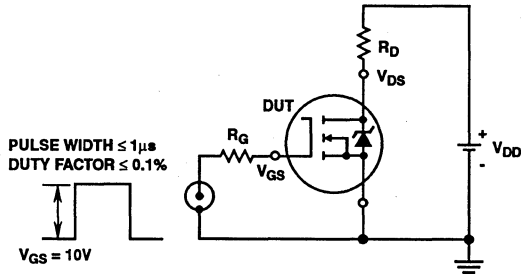 R_D
V_DS
DUT
R_G
V_GS
PULSE WIDTH ≤ 1μs
DUTY FACTOR ≤ 0.1%
V_GS = 10V
+
V_DD
-